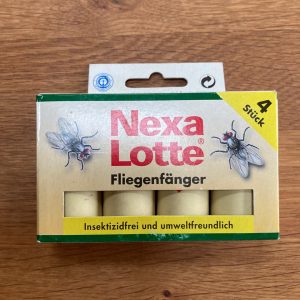 4
Stück
Nexa
Lotte®
Fliegenfänger
Insektizidfrei und umweltfreundlich